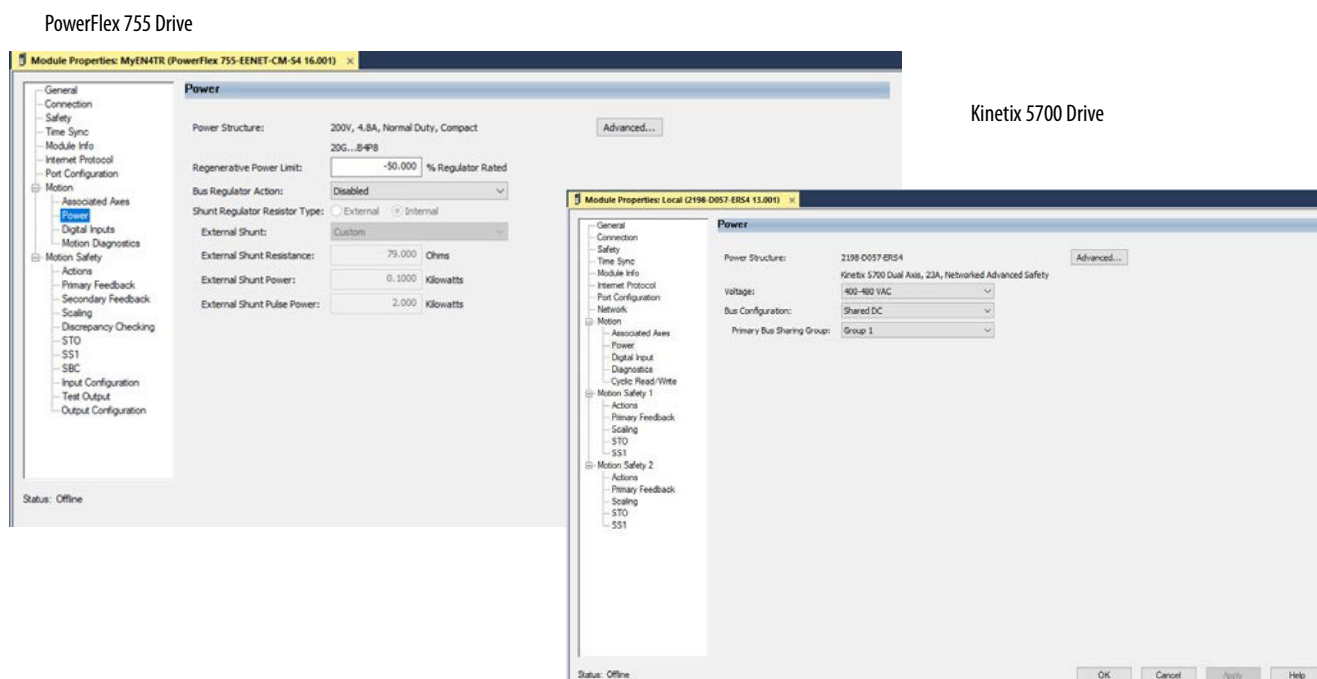 PowerFlex 755 Drive
Module Properties: MyEN4TR (PowerFlex 755-EENET-CM-S4 16.001) ×
General
Connection
Safety
Time Sync
Module Info
Internet Protocol
Port Configuration
Motion
Associated Axes
Power
Digital Inputs
Motion Diagnostics
Motion Safety
Actions
Primary Feedback
Secondary Feedback
Scaling
Discrepancy Checking
STO
SS1
SBC
Input Configuration
Test Output
Output Configuration
Power
Power Structure: 200V, 4.8A, Normal Duty, Compact Advanced...
20G...B4P8
Regenerative Power Limit: -50.000 % Regulator Rated
Bus Regulator Action: Disabled
Shunt Regulator Resistor Type: External Internal
External Shunt: Custom
External Shunt Resistance: 79.000 Ohms
External Shunt Power: 0.1000 Kilowatts
External Shunt Pulse Power: 2.000 Kilowatts
Status: Offline
Kinetix 5700 Drive
Module Properties: Local (2198-D057-ERS4 13.001) ×
General
Connection
Safety
Time Sync
Module Info
Internet Protocol
Port Configuration
Network
Motion
Associated Axes
Power
Digital Input
Diagnostics
Cyclic Read/Write
Motion Safety 1
Actions
Primary Feedback
Scaling
STO
SS1
Motion Safety 2
Actions
Primary Feedback
Scaling
STO
SS1
Power
Power Structure: 2198-D057-ERS4 Advanced...
Kinetix 5700 Dual Axis, 23A, Networked Advanced Safety
Voltage: 400-480 VAC
Bus Configuration: Shared DC
Primary Bus Sharing Group: Group 1
Status: Offline
OK Cancel Apply Help